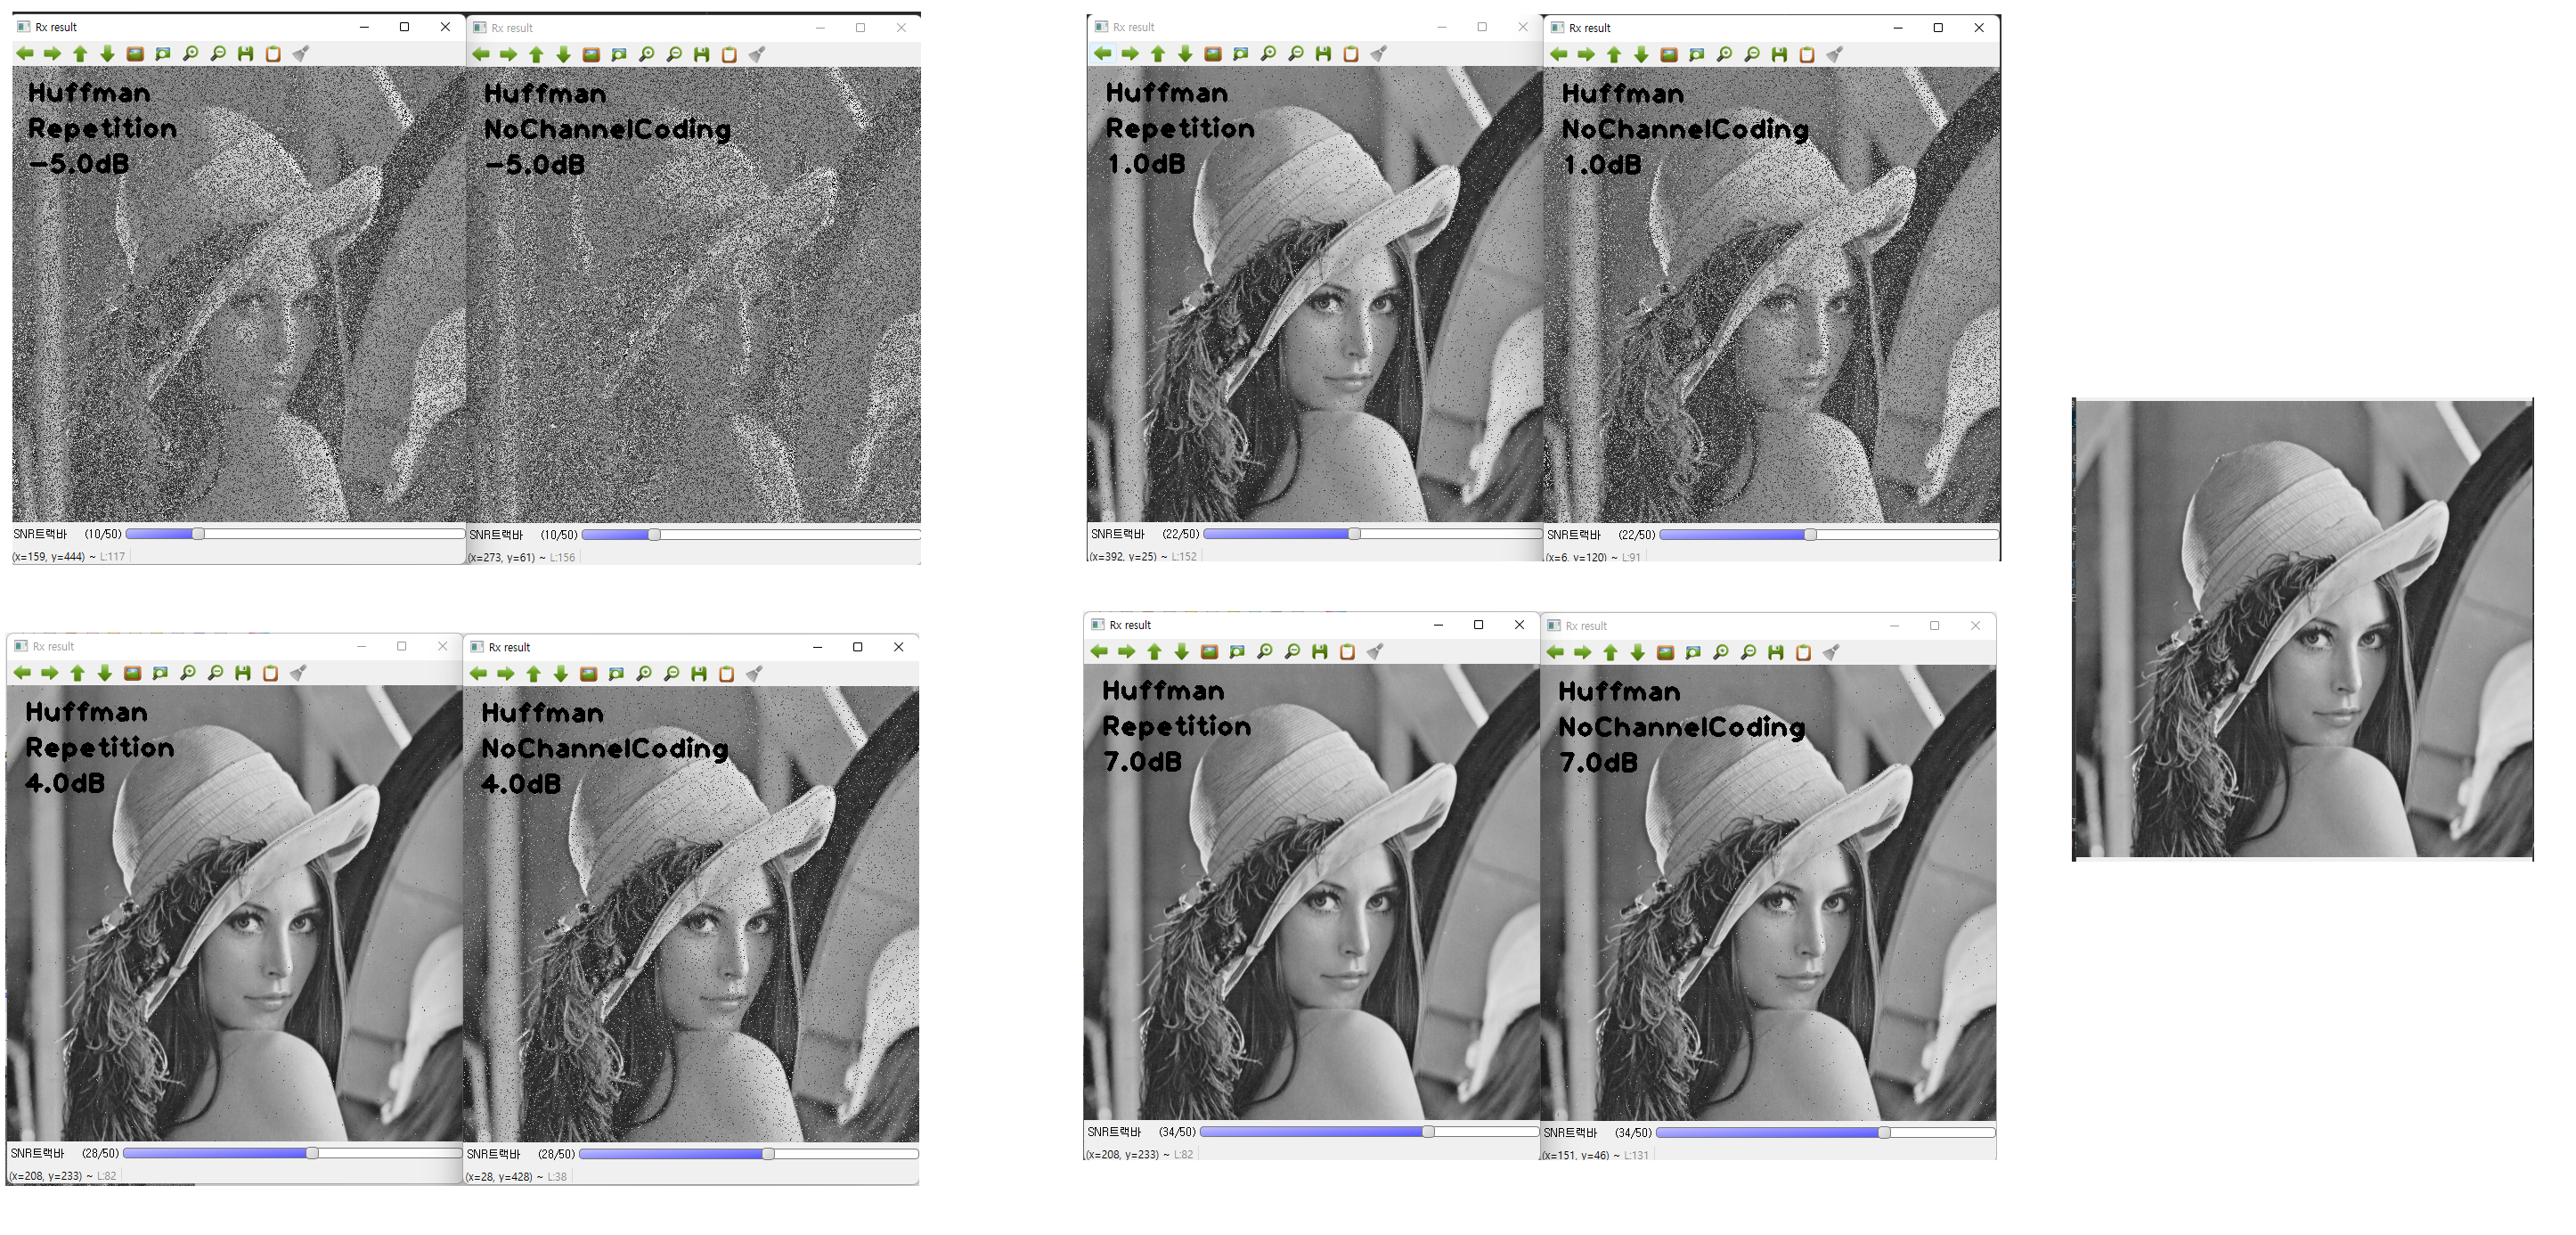 Rx result
Huffman
Repetition
-5.0dB
SNR트랙바 (10/50)
(x=159, y=444) ~ L:117
Rx result
Huffman
NoChannelCoding
-5.0dB
SNR트랙바 (10/50)
(x=273, y=61) ~ L:156
Rx result
Huffman
Repetition
1.0dB
SNR트랙바 (22/50)
(x=392, y=25) ~ L:152
Rx result
Huffman
NoChannelCoding
1.0dB
SNR트랙바 (22/50)
(x=6, y=120) ~ L:91
Rx result
Huffman
Repetition
4.0dB
SNR트랙바 (28/50)
(x=208, y=233) ~ L:82
Rx result
Huffman
NoChannelCoding
4.0dB
SNR트랙바 (28/50)
(x=28, y=428) ~ L:38
Rx result
Huffman
Repetition
7.0dB
SNR트랙바 (34/50)
(x=208, y=233) ~ L:82
Rx result
Huffman
NoChannelCoding
7.0dB
SNR트랙바 (34/50)
(x=151, y=46) ~ L:131